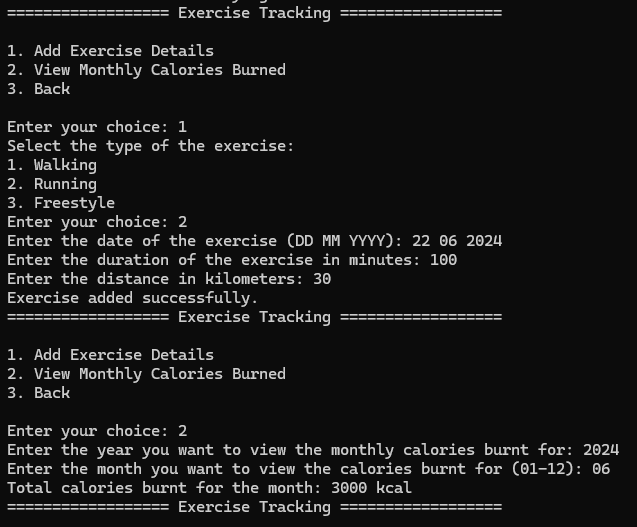 ================== Exercise Tracking ==================
1. Add Exercise Details
2. View Monthly Calories Burned
3. Back
Enter your choice: 1
Select the type of the exercise:
1. Walking
2. Running
3. Freestyle
Enter your choice: 2
Enter the date of the exercise (DD MM YYYY): 22 06 2024
Enter the duration of the exercise in minutes: 100
Enter the distance in kilometers: 30
Exercise added successfully.
================== Exercise Tracking ==================
1. Add Exercise Details
2. View Monthly Calories Burned
3. Back
Enter your choice: 2
Enter the year you want to view the monthly calories burnt for: 2024
Enter the month you want to view the calories burnt for (01-12): 06
Total calories burnt for the month: 3000 kcal
================== Exercise Tracking ==================